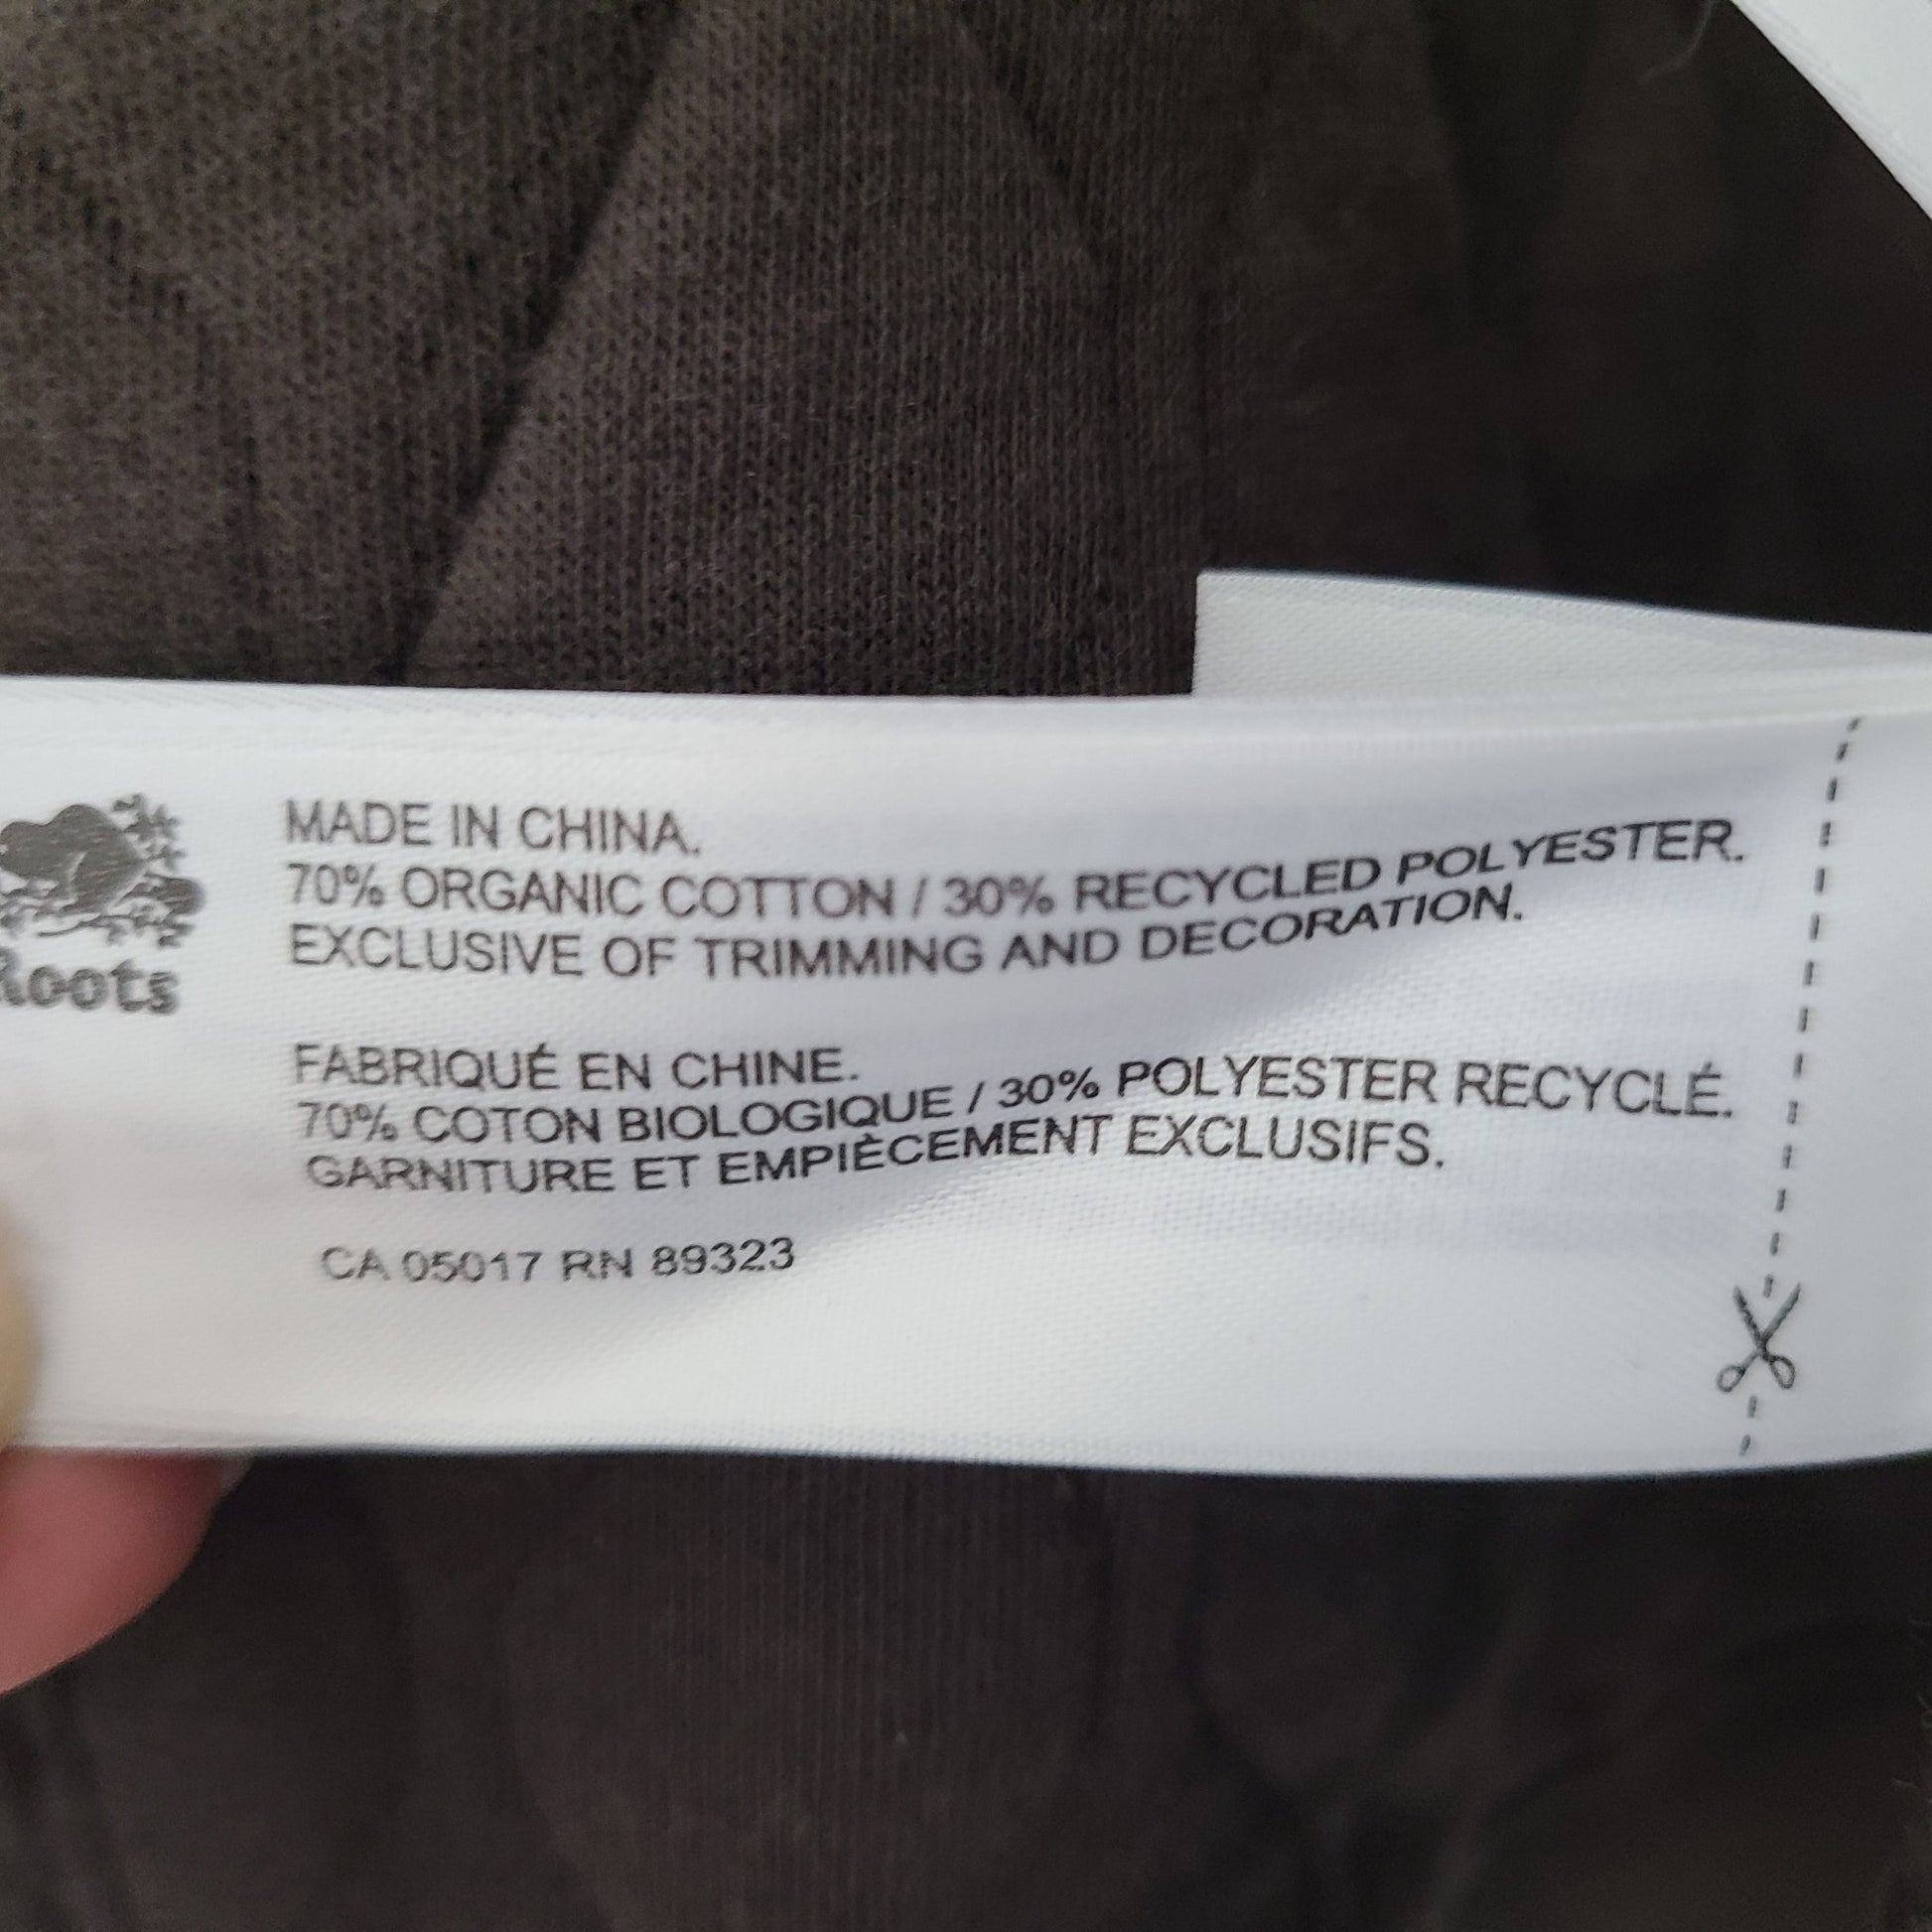 Roots
MADE IN CHINA.
70% ORGANIC COTTON / 30% RECYCLED POLYESTER.
EXCLUSIVE OF TRIMMING AND DECORATION.
FABRIQUÉ EN CHINE.
70% COTON BIOLOGIQUE / 30% POLYESTER RECYCLÉ.
GARNITURE ET EMPIÈCEMENT EXCLUSIFS.
CA 05017 RN 89323